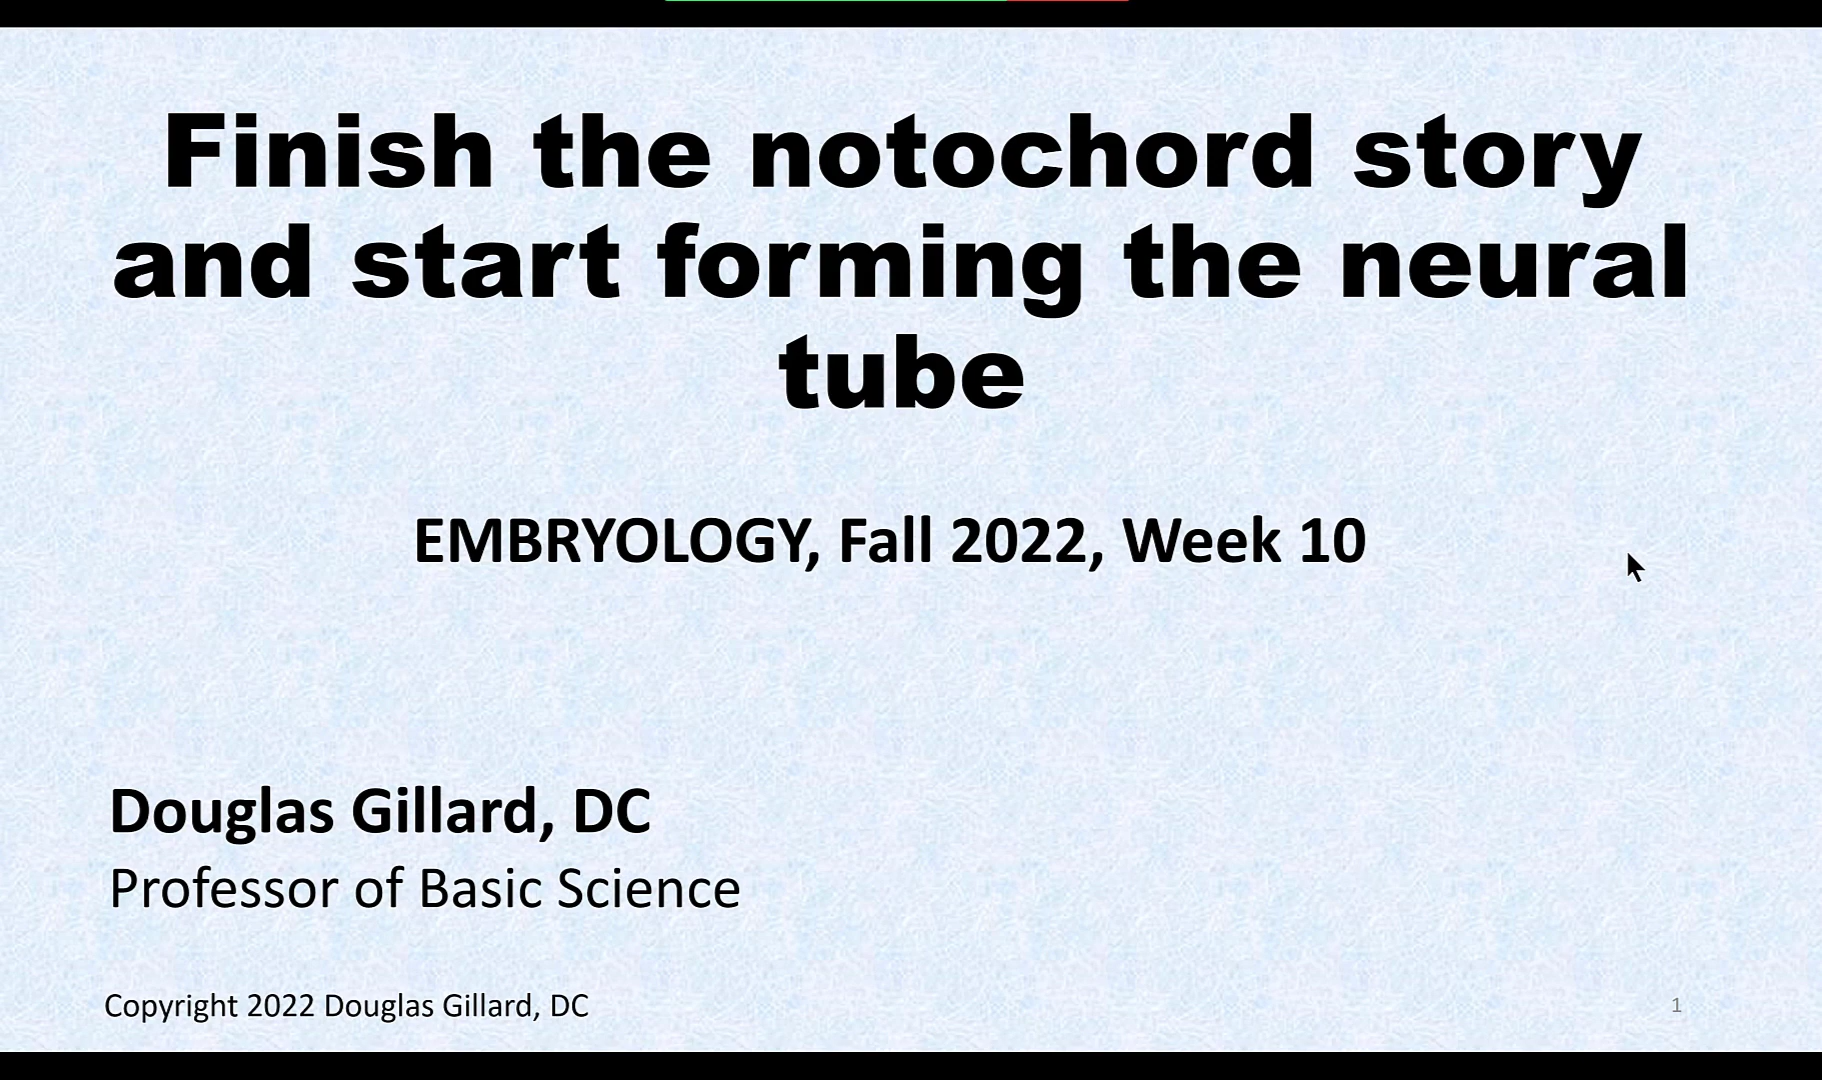 Finish the notochord story
and start forming the neural
tube
EMBRYOLOGY, Fall 2022, Week 10
Douglas Gillard, DC
Professor of Basic Science
Copyright 2022 Douglas Gillard, DC
1